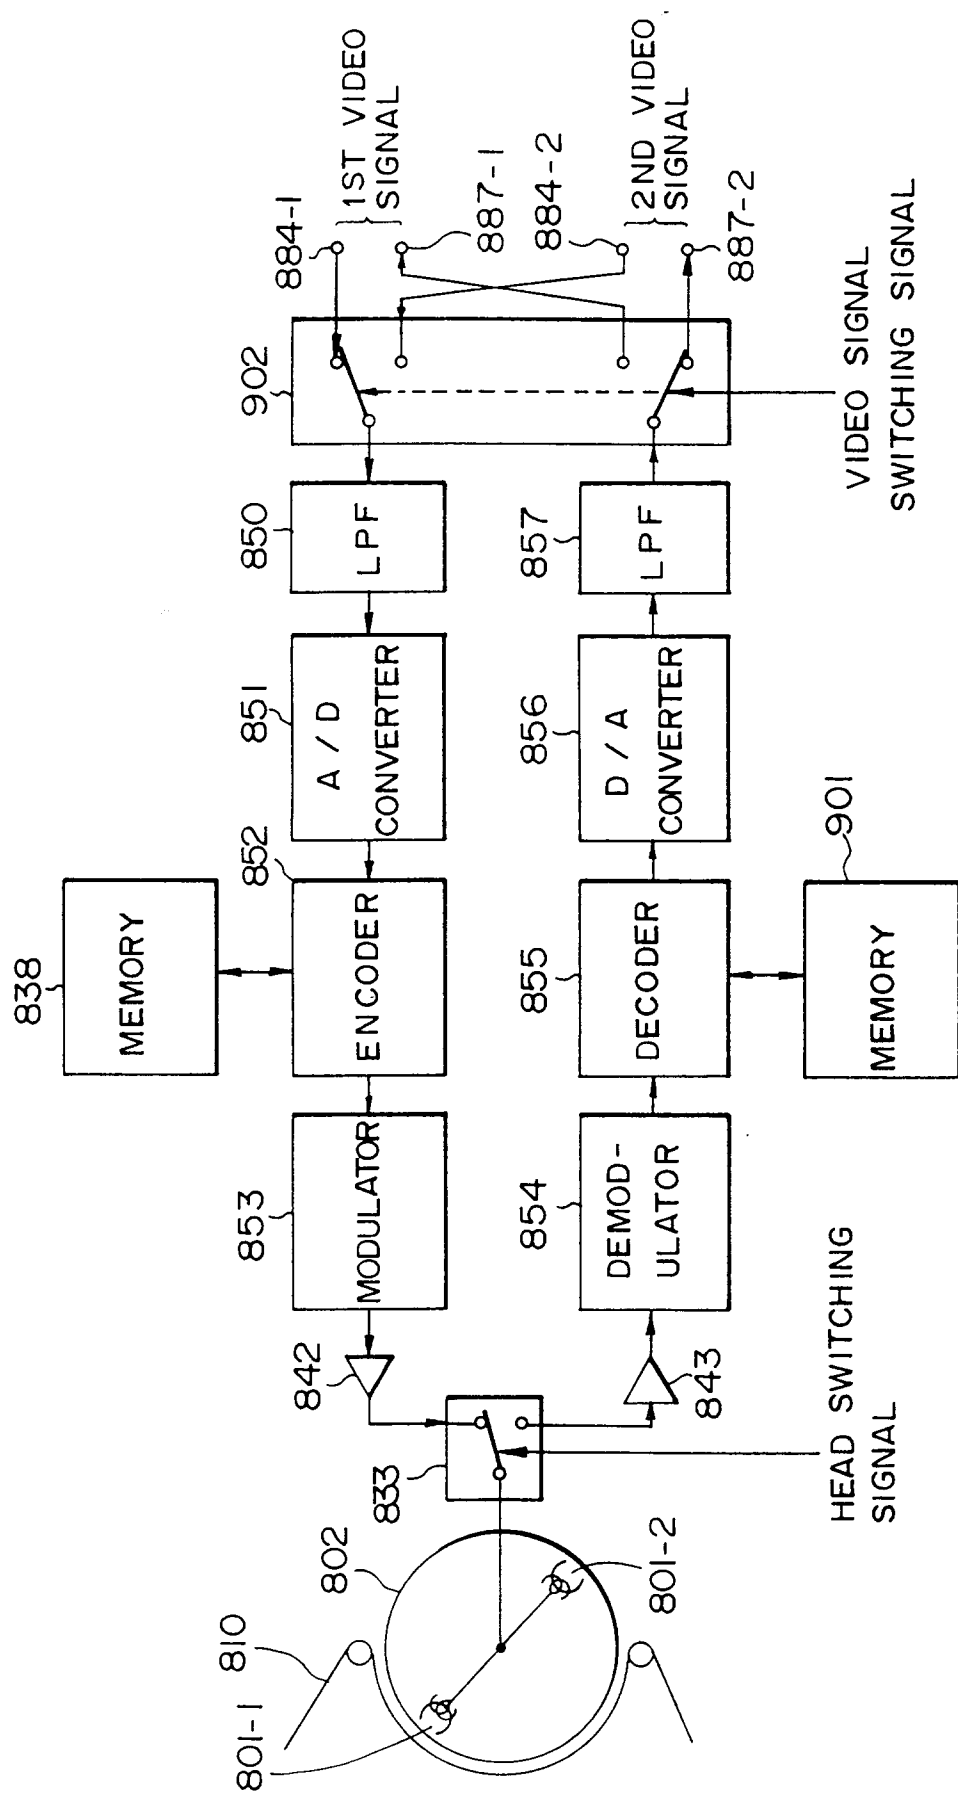 884-1
1ST VIDEO
SIGNAL
887-1
884-2
2ND VIDEO
SIGNAL
887-2
902
VIDEO SIGNAL
SWITCHING SIGNAL
850
LPF
857
LPF
851
A/D
CONVERTER
856
D/A
CONVERTER
838
MEMORY
852
ENCODER
855
DECODER
901
MEMORY
853
MODULATOR
854
DEMOD-
ULATOR
842
843
833
HEAD SWITCHING
SIGNAL
810
802
801-1
801-2